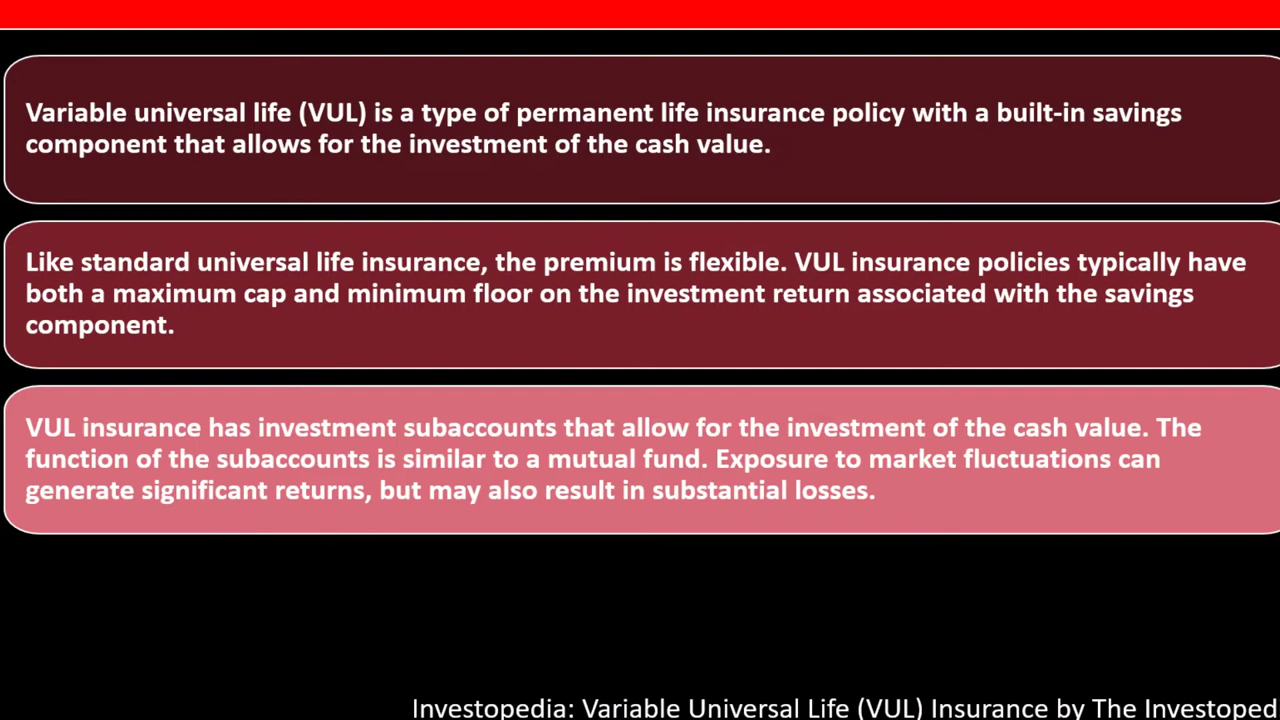 Variable universal life (VUL) is a type of permanent life insurance policy with a built-in savings
component that allows for the investment of the cash value.
Like standard universal life insurance, the premium is flexible. VUL insurance policies typically have
both a maximum cap and minimum floor on the investment return associated with the savings
component.
VUL insurance has investment subaccounts that allow for the investment of the cash value. The
function of the subaccounts is similar to a mutual fund. Exposure to market fluctuations can
generate significant returns, but may also result in substantial losses.
Investopedia: Variable Universal Life (VUL) Insurance by The Investoped